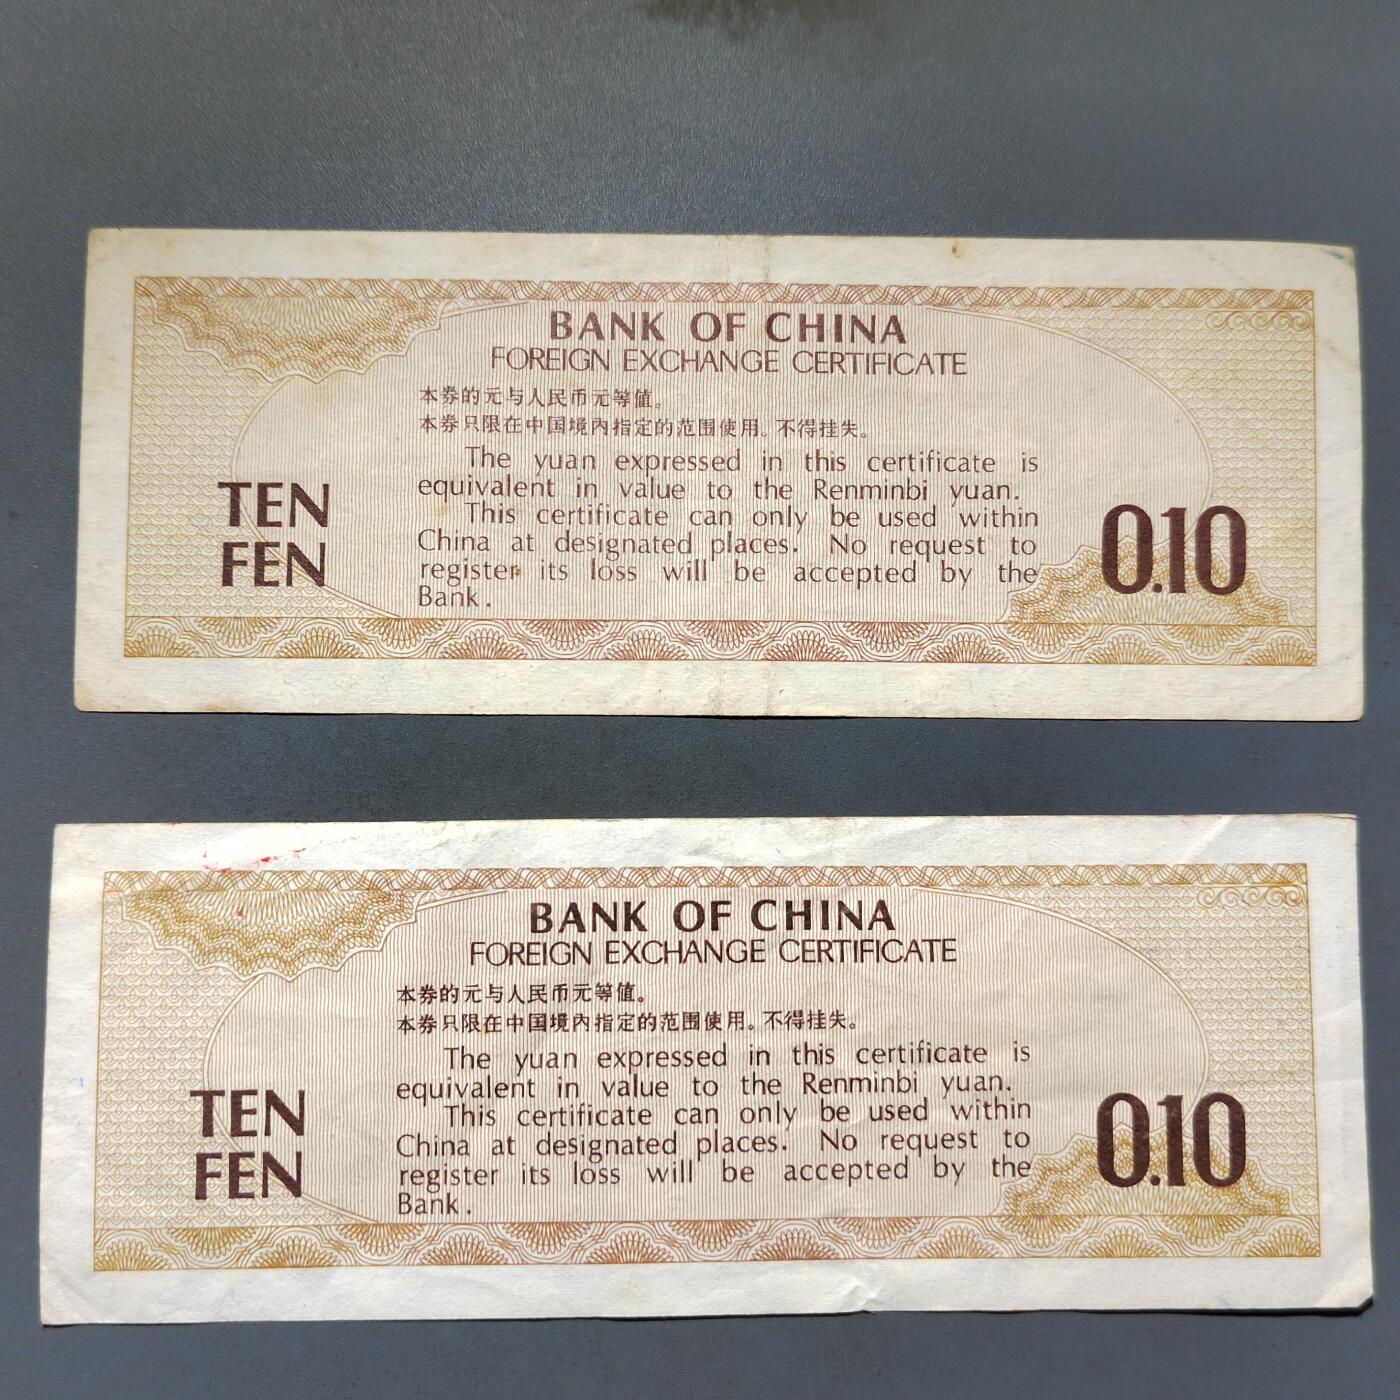 BANK OF CHINA
FOREIGN EXCHANGE CERTIFICATE
本券的元与人民币元等值。
本券只限在中国境内指定的范围使用。不得挂失。
The yuan expressed in this certificate is
equivalent in value to the Renminbi yuan.
This certificate can only be used within
China at designated places. No request to
register its loss will be accepted by the
Bank.
TEN
FEN
0.10
BANK OF CHINA
FOREIGN EXCHANGE CERTIFICATE
本券的元与人民币元等值。
本券只限在中国境内指定的范围使用。不得挂失。
The yuan expressed in this certificate is
equivalent in value to the Renminbi yuan.
This certificate can only be used within
China at designated places. No request to
register its loss will be accepted by the
Bank.
TEN
FEN
0.10